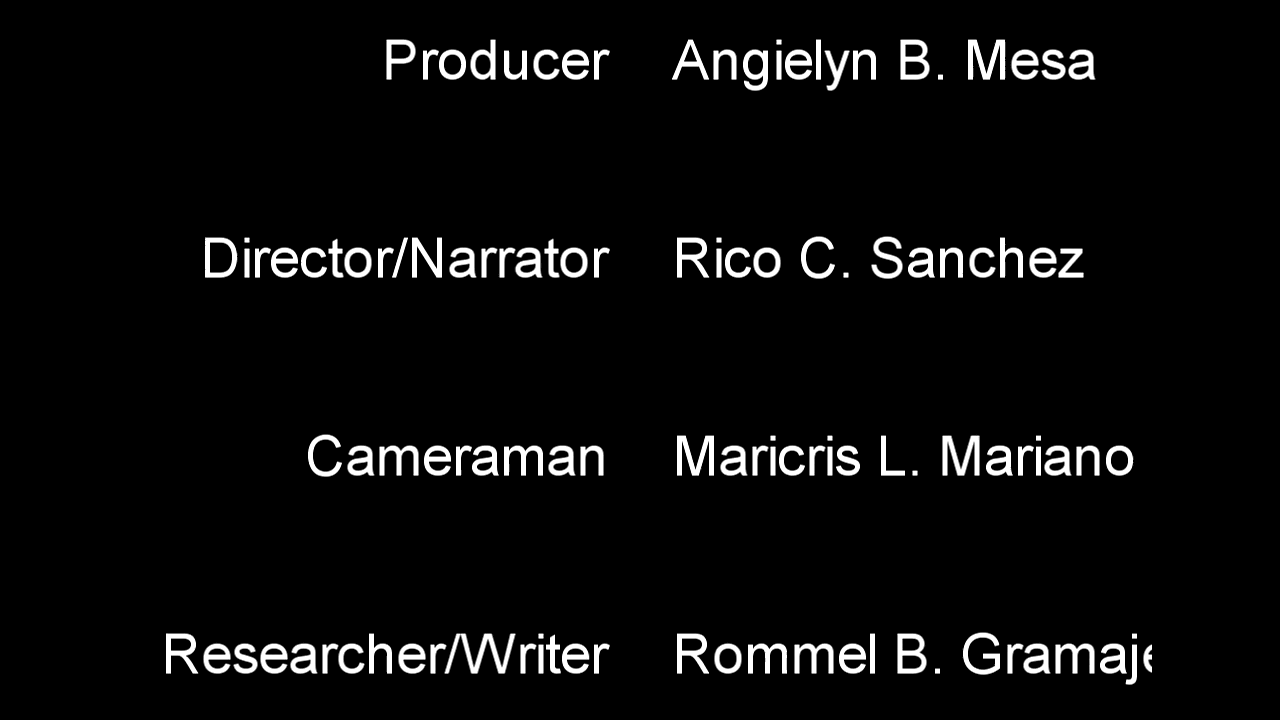 Producer Angielyn B. Mesa
Director/Narrator Rico C. Sanchez
Cameraman Maricris L. Mariano
Researcher/Writer Rommel B.